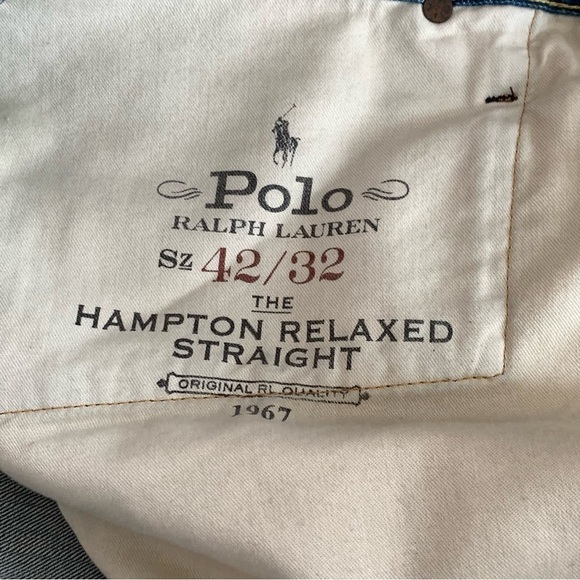 Polo
RALPH LAUREN
Sz 42/32
THE
HAMPTON RELAXED
STRAIGHT
ORIGINAL RL QUALITY
1967